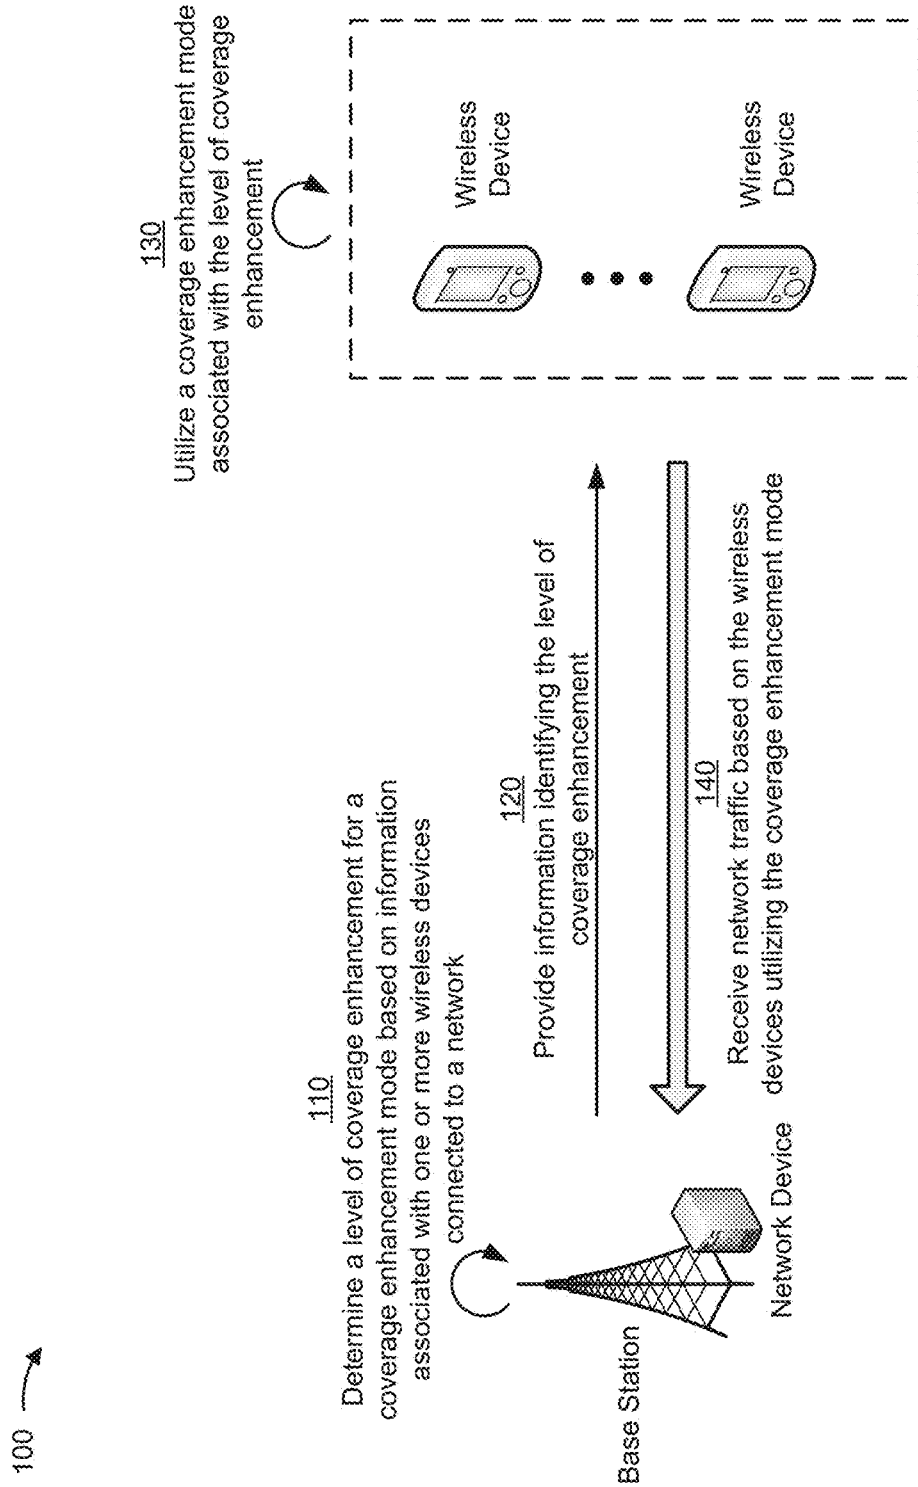 100
110
Determine a level of coverage enhancement for a
coverage enhancement mode based on information
associated with one or more wireless devices
connected to a network
Base Station
Network Device
120
Provide information identifying the level of
coverage enhancement
140
Receive network traffic based on the wireless
devices utilizing the coverage enhancement mode
130
Utilize a coverage enhancement mode
associated with the level of coverage
enhancement
Wireless
Device
Wireless
Device